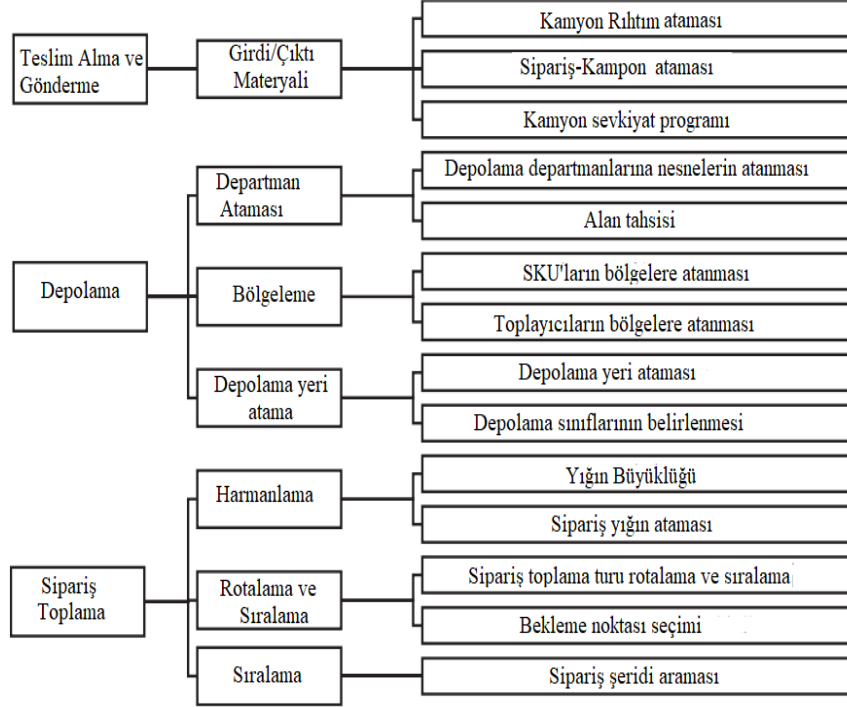 Teslim Alma ve
Gönderme
Girdi/Çıktı
Materyali
Kamyon Rıhtım ataması
Sipariş-Kampon ataması
Kamyon sevkiyat programı
Depolama
Departman
Ataması
Depolama departmanlarına nesnelerin atanması
Alan tahsisi
Bölgeleme
SKU'ların bölgelere atanması
Toplayıcıların bölgelere atanması
Depolama yeri
atama
Depolama yeri ataması
Depolama sınıflarının belirlenmesi
Sipariş
Toplama
Harmanlama
Yığın Büyüklüğü
Sipariş yığın ataması
Rotalama ve
Sıralama
Sipariş toplama turu rotalama ve sıralama
Bekleme noktası seçimi
Sıralama
Sipariş şeridi araması